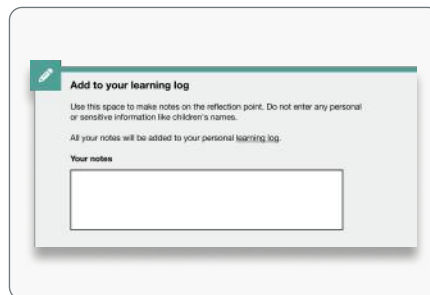 Add to your learning log
Use this space to make notes on the reflection point. Do not enter any personal
or sensitive information like children's names.
All your notes will be added to your personal learning log.
Your notes